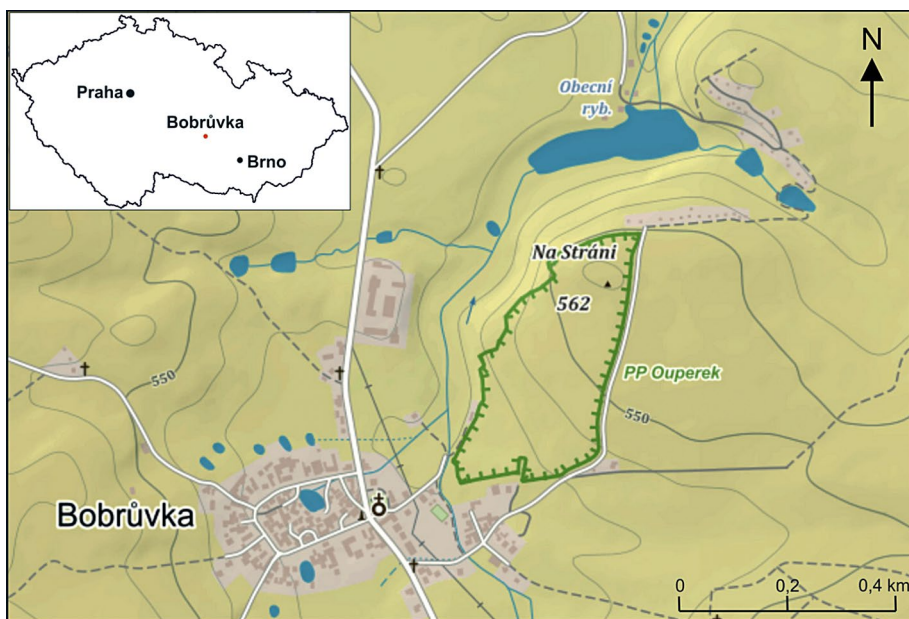 Praha
Bobrůvka
Brno
N
Obecní
ryb.
Na Stráni
562
PP Ouperek
550
550
Bobrůvka
0 0,2 0,4 km